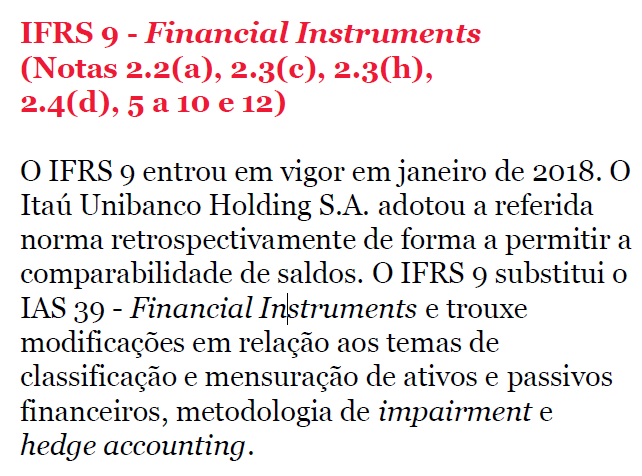 IFRS 9 - Financial Instruments
(Notas 2.2(a), 2.3(c), 2.3(h),
2.4(d), 5 a 10 e 12)
O IFRS 9 entrou em vigor em janeiro de 2018. O
Itaú Unibanco Holding S.A. adotou a referida
norma retrospectivamente de forma a permitir a
comparabilidade de saldos. O IFRS 9 substitui o
IAS 39 - Financial Instruments e trouxe
modificações em relação aos temas de
classificação e mensuração de ativos e passivos
financeiros, metodologia de impairment e
hedge accounting.